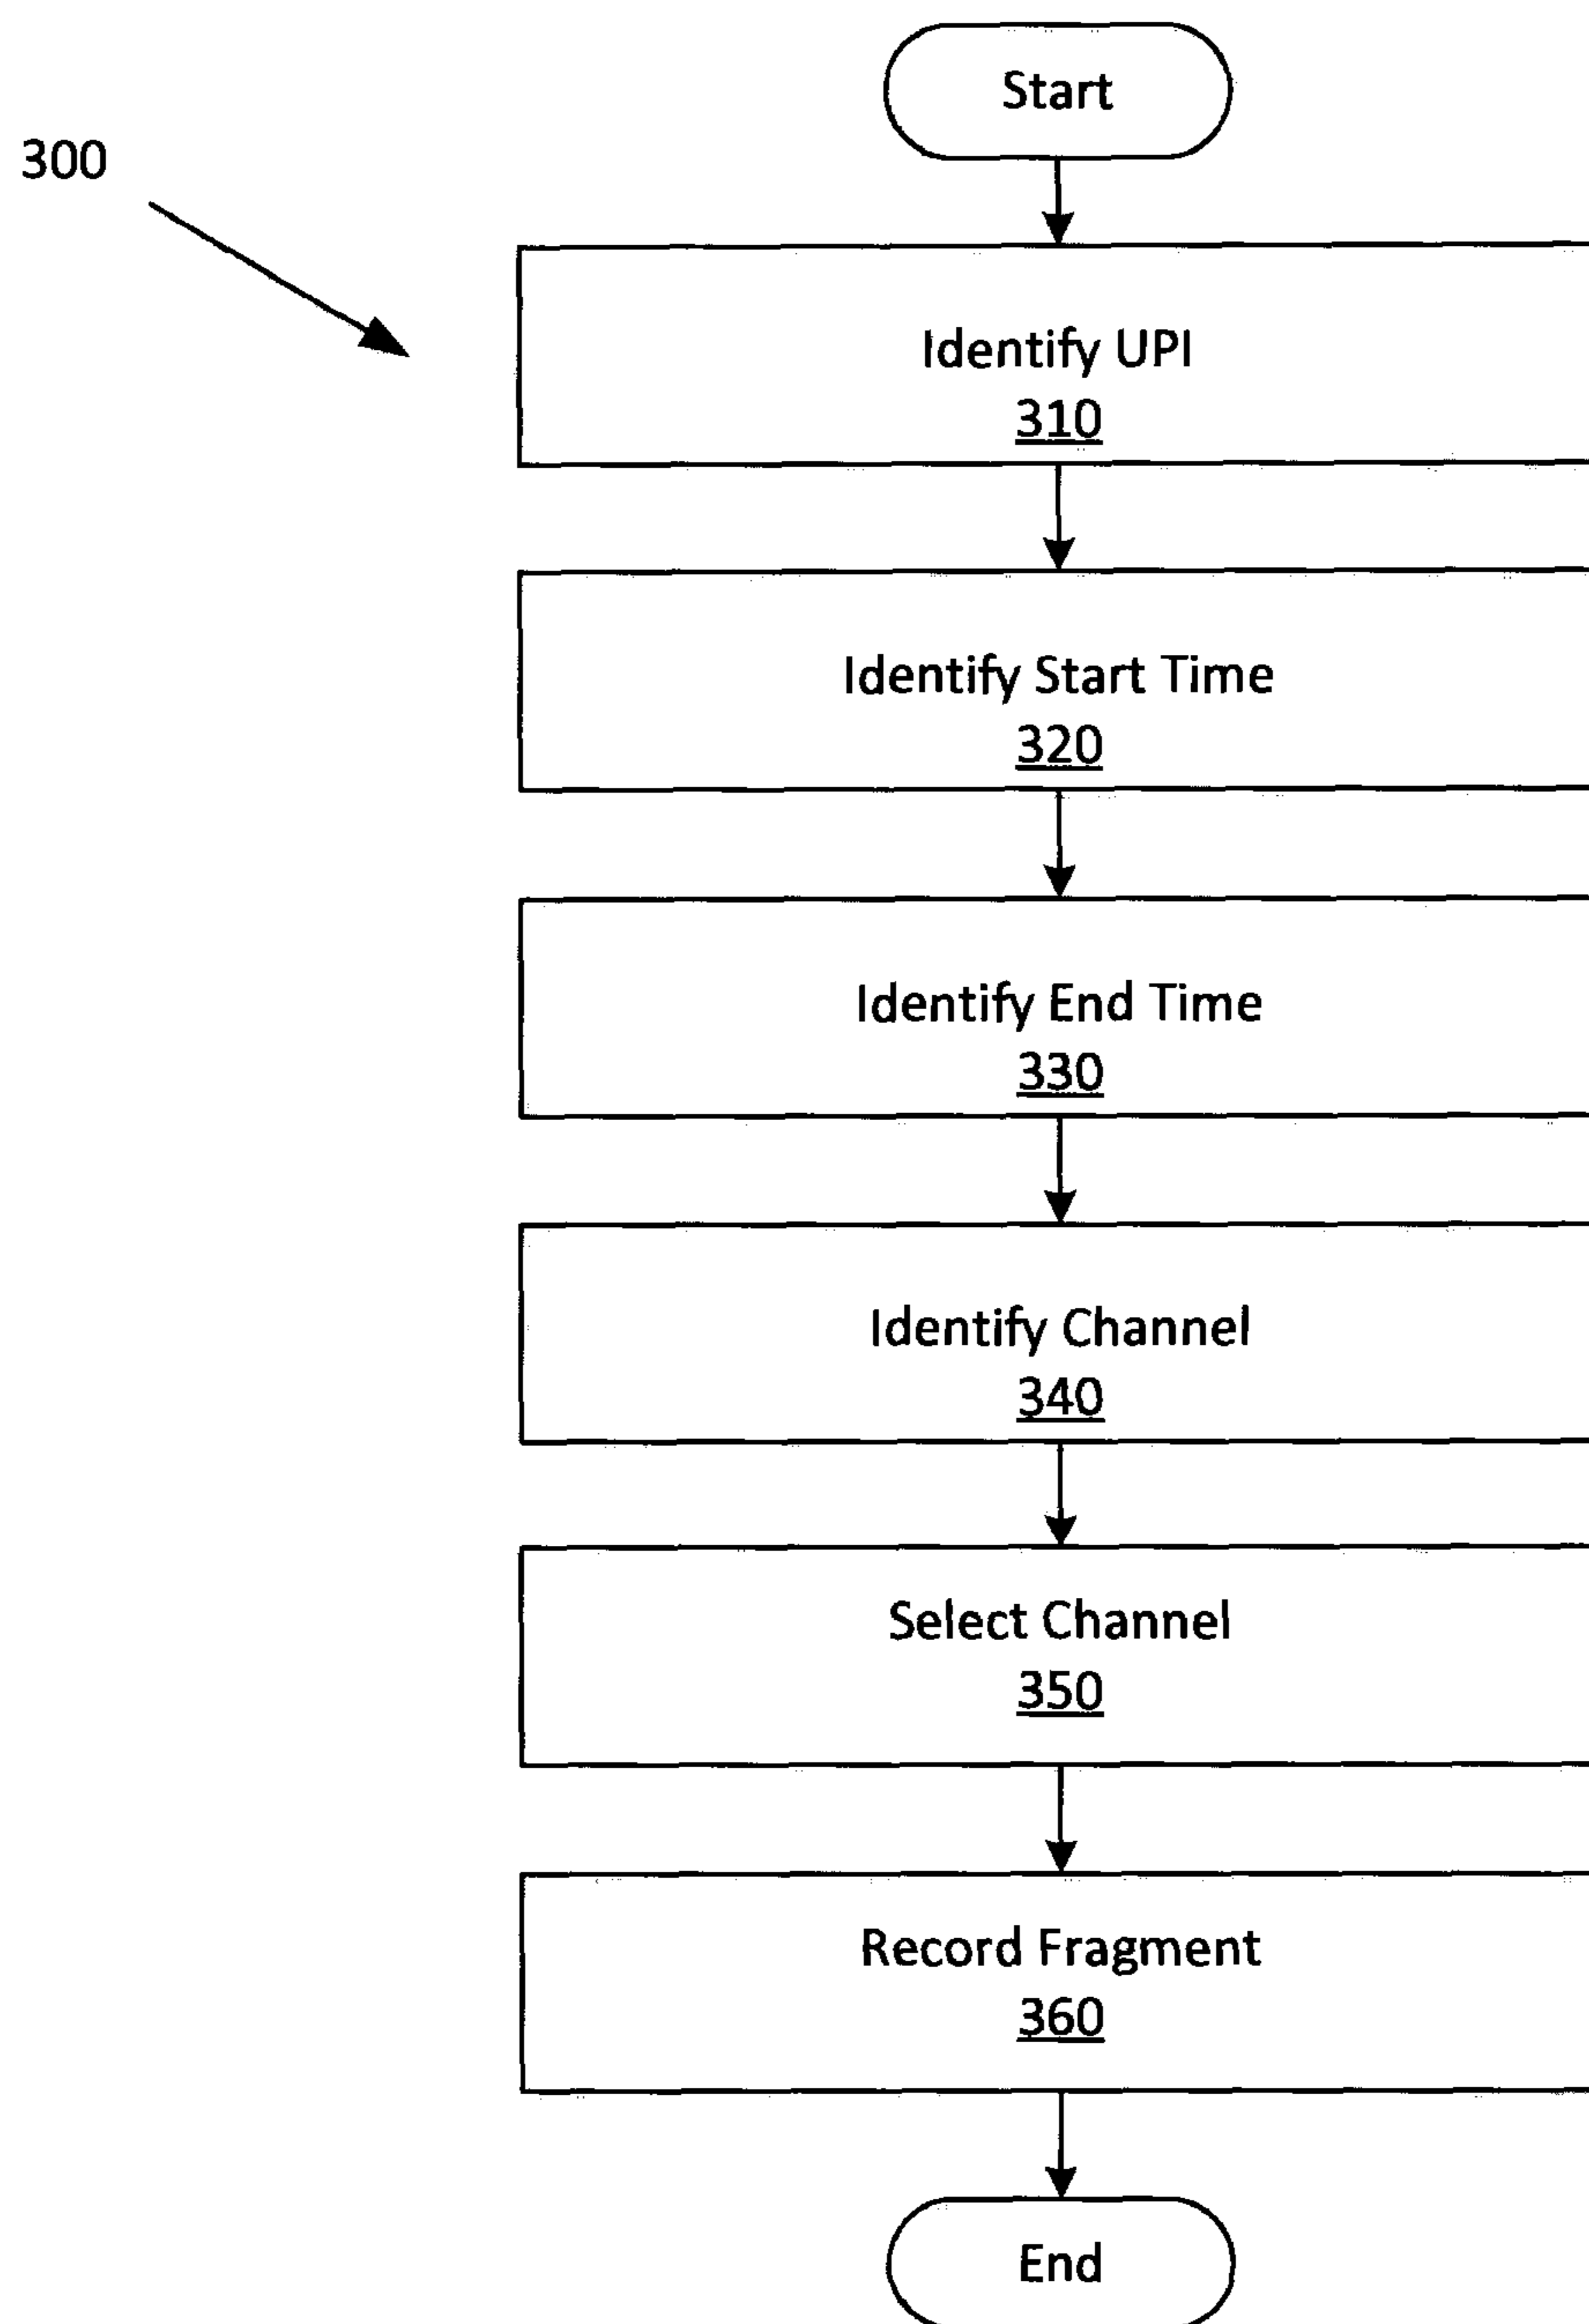 Start
300
Identify UPI
310
Identify Start Time
320
Identify End Time
330
Identify Channel
340
Select Channel
350
Record Fragment
360
End